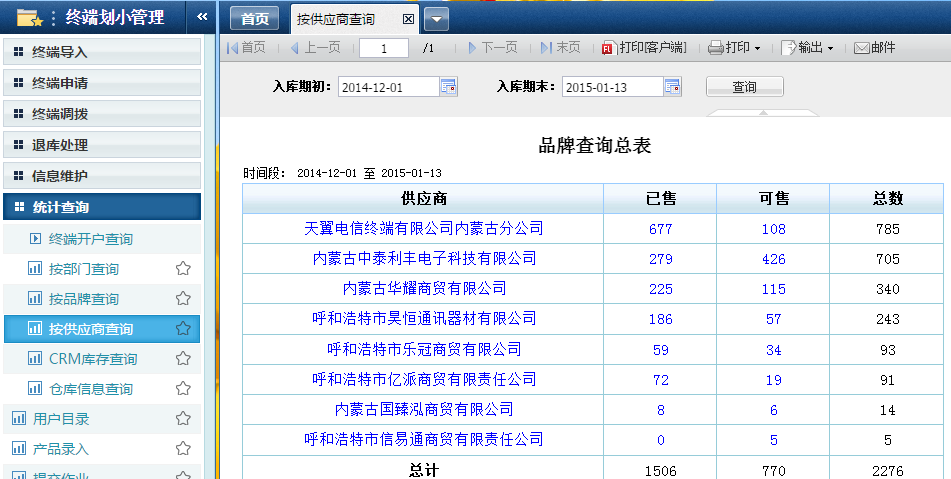 终端划小管理 «
终端导入
终端申请
终端调拨
退库处理
信息维护
统计查询
终端开户查询
按部门查询
按品牌查询
按供应商查询
CRM库存查询
仓库信息查询
用户目录
产品录入
提交作业
首页 按供应商查询
首页 上一页 1 /1 下一页 末页 打印[客户端] 打印 输出 邮件
入库期初： 2014-12-01 入库期末： 2015-01-13 查询
品牌查询总表
时间段： 2014-12-01 至 2015-01-13
供应商 已售 可售 总数
天翼电信终端有限公司内蒙古分公司 677 108 785
内蒙古中泰利丰电子科技有限公司 279 426 705
内蒙古华耀商贸有限公司 225 115 340
呼和浩特市昊恒通讯器材有限公司 186 57 243
呼和浩特市乐冠商贸有限公司 59 34 93
呼和浩特市亿派商贸有限责任公司 72 19 91
内蒙古国臻泓商贸有限公司 8 6 14
呼和浩特市信易通商贸有限责任公司 0 5 5
总计 1506 770 2276